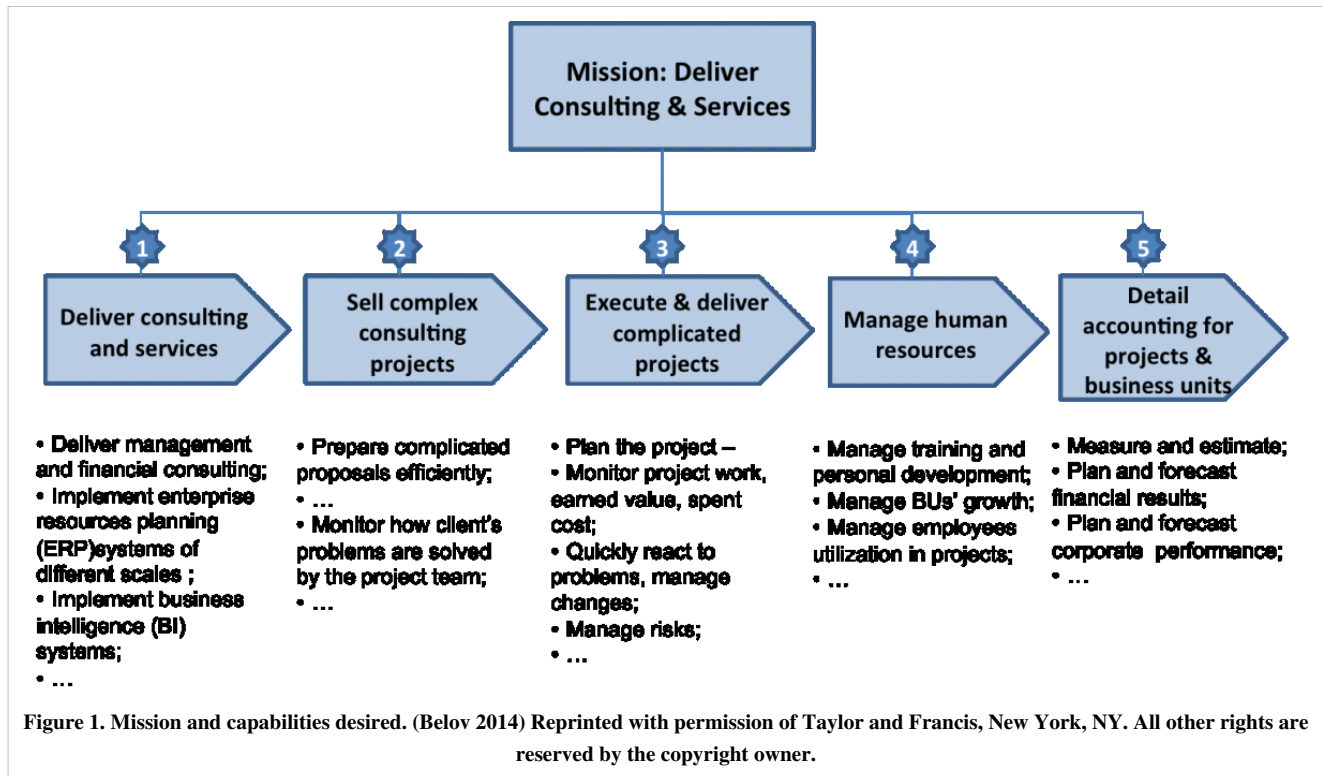 Mission: Deliver
Consulting & Services
1
2
3
4
5
Deliver consulting
and services
Sell complex
consulting
projects
Execute & deliver
complicated
projects
Manage human
resources
Detail
accounting for
projects &
business units
• Deliver management
and financial consulting;
• Implement enterprise
resources planning
(ERP)systems of
different scales ;
• Implement business
intelligence (BI)
systems;
• ...
• Prepare complicated
proposals efficiently;
• ...
• Monitor how client's
problems are solved
by the project team;
• ...
• Plan the project –
• Monitor project work,
earned value, spent
cost;
• Quickly react to
problems, manage
changes;
• Manage risks;
• ...
• Manage training and
personal development;
• Manage BUs' growth;
• Manage employees
utilization in projects;
• ...
• Measure and estimate;
• Plan and forecast
financial results;
• Plan and forecast
corporate performance;
• ...
Figure 1. Mission and capabilities desired. (Belov 2014) Reprinted with permission of Taylor and Francis, New York, NY. All other rights are
reserved by the copyright owner.